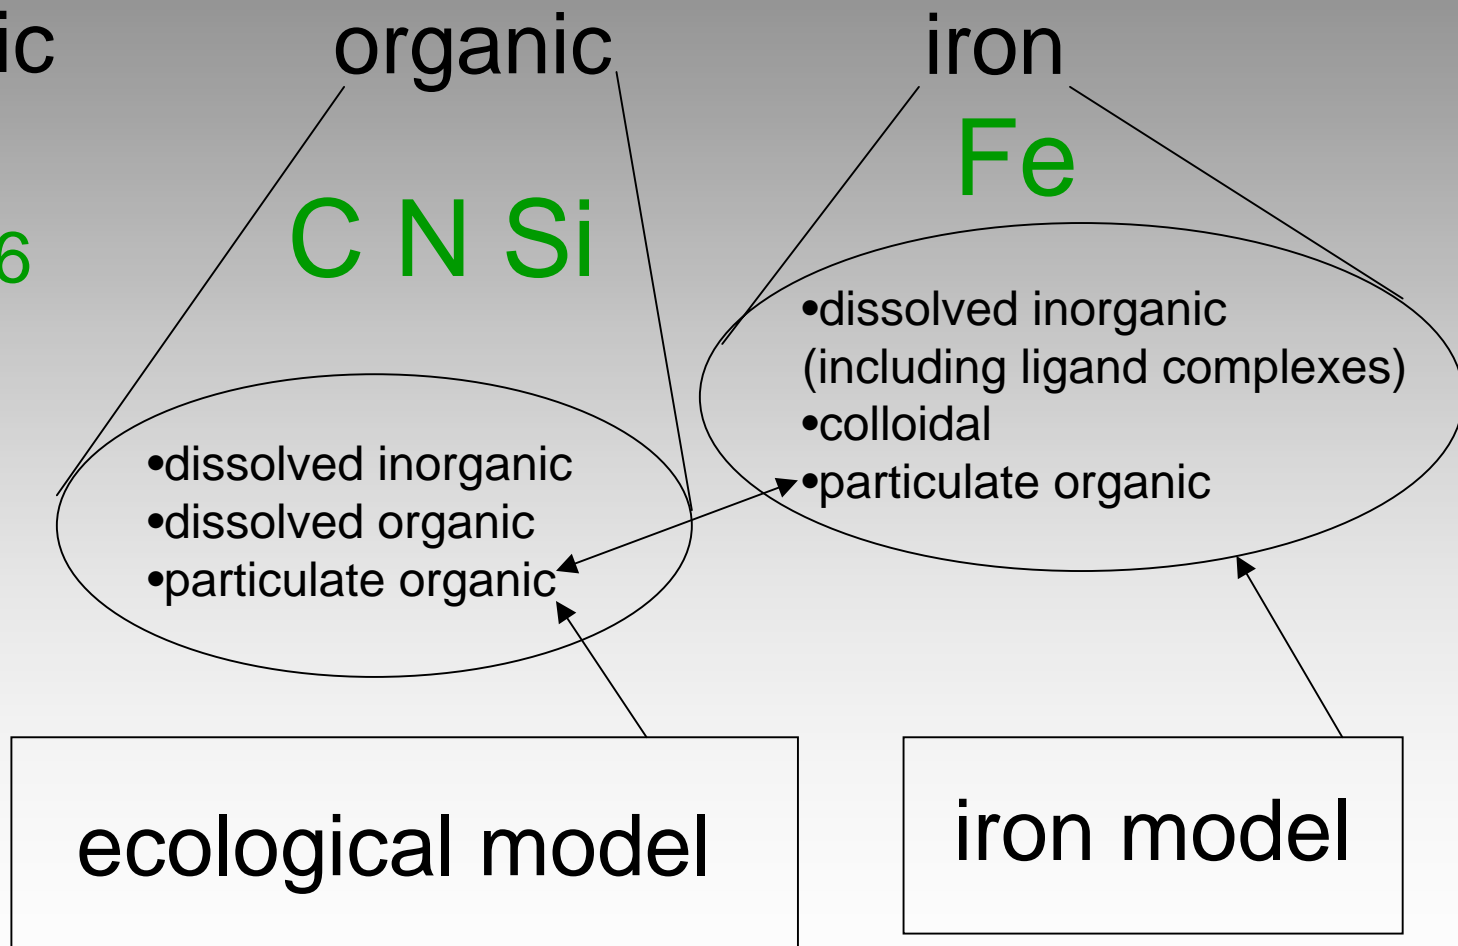 ic
organic
iron
Fe
C N Si
6
•dissolved inorganic
(including ligand complexes)
•colloidal
•particulate organic
•dissolved inorganic
•dissolved organic
•particulate organic
ecological model
iron model